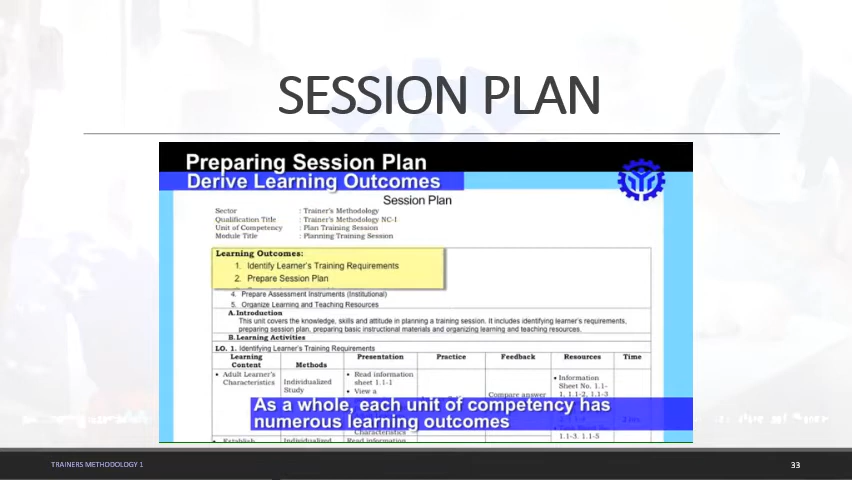 SESSION PLAN
Preparing Session Plan
Derive Learning Outcomes
Session Plan
Sector : Trainer's Methodology
Qualification Title : Trainer's Methodology NC-I
Unit of Competency : Plan Training Session
Module Title : Planning Training Session
Learning Outcomes:
1. Identify Learner's Training Requirements
2. Prepare Session Plan
4. Prepare Assessment Instruments (Institutional)
5. Organize Learning and Teaching Resources
A. Introduction
This unit covers the knowledge, skills and attitude in planning a training session. It includes identifying learner's requirements,
preparing session plan, preparing basic instructional materials and organizing learning and teaching resources.
B. Learning Activities
LO. 1. Identifying Learner's Training Requirements
Learning Content Methods Presentation Practice Feedback Resources Time
• Adult Learner's Characteristics
Individualized Study
• Read information sheet 1.1-1
• View a
Compare answer
• Information Sheet No. 1.1-1, 1.1-2, 1.1-3
As a whole, each unit of competency has
numerous learning outcomes
Characteristics
1.1-3. 1.1-5
• Establish Individualized Read information
TRAINERS METHODOLOGY 1
33